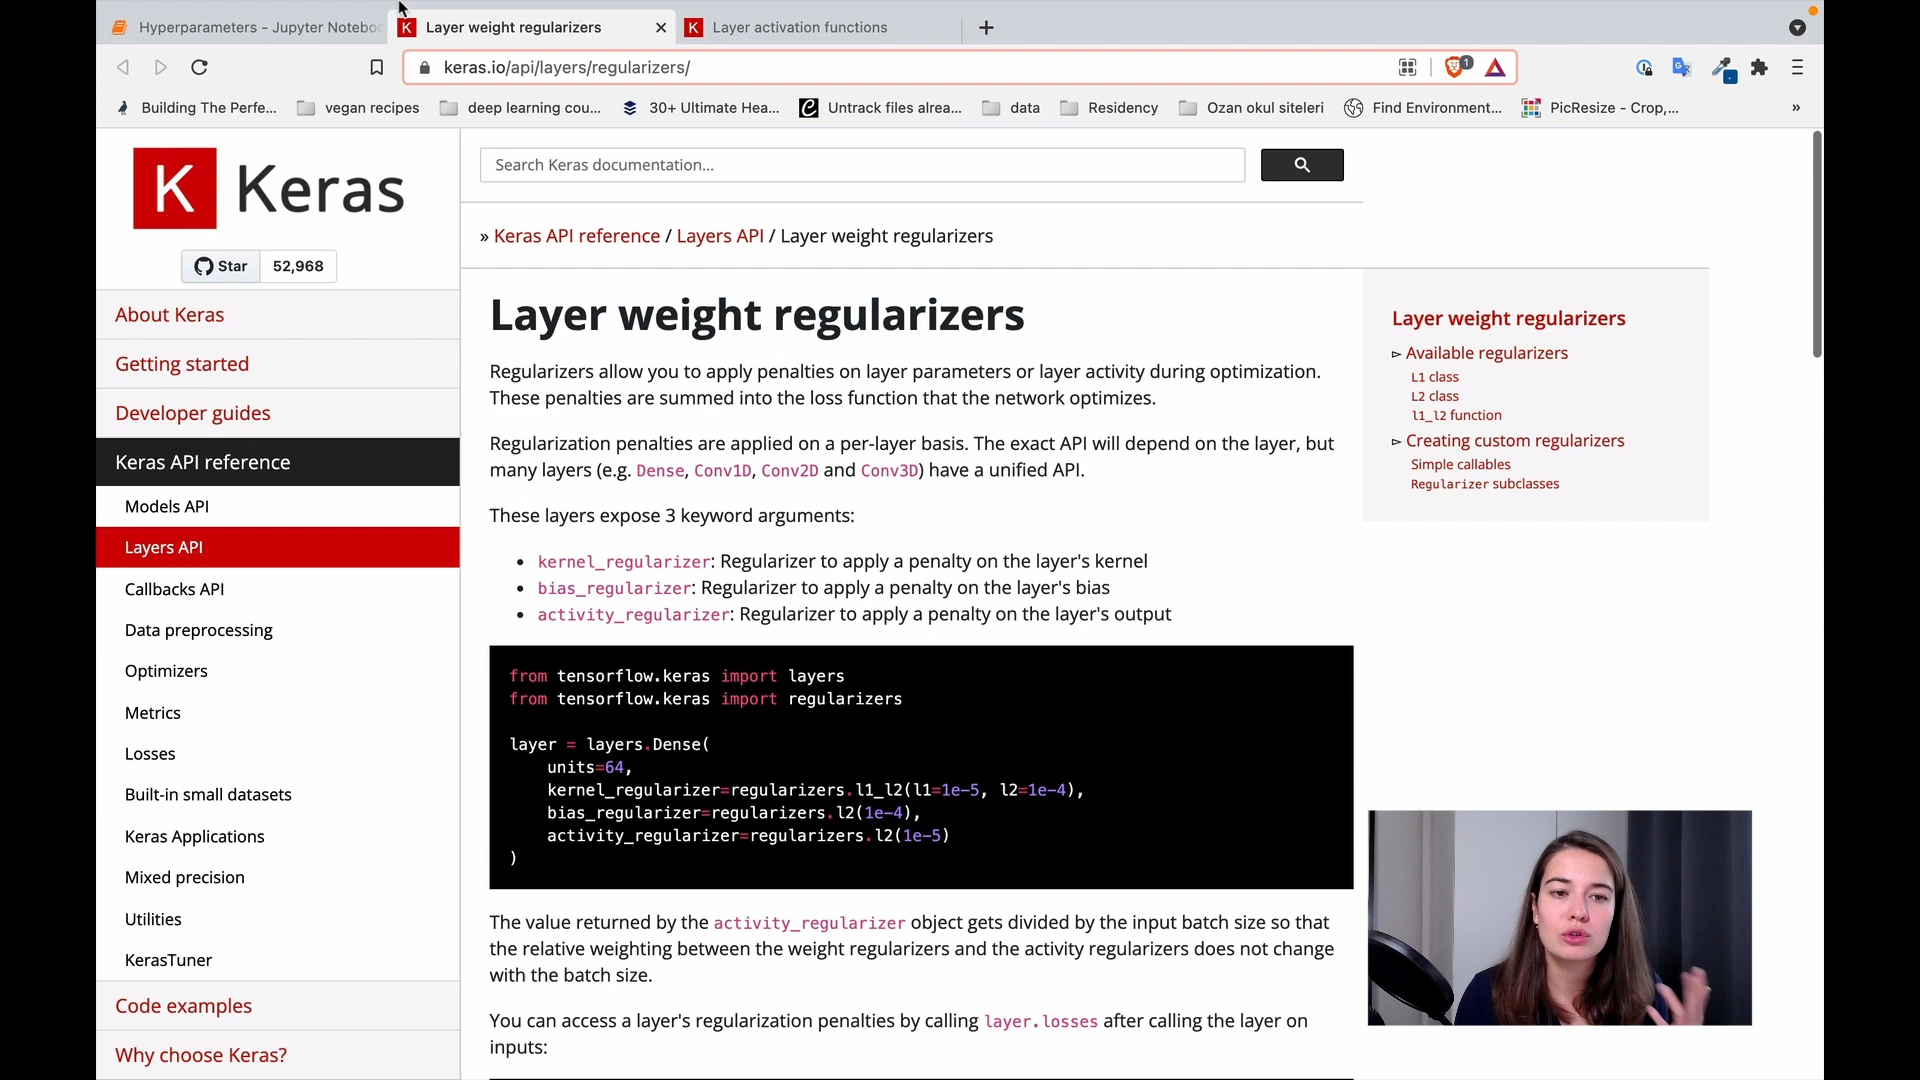 Hyperparameters - Jupyter Notebo
Layer weight regularizers
Layer activation functions
keras.io/api/layers/regularizers/
1
Building The Perfe...
vegan recipes
deep learning cou...
30+ Ultimate Hea...
Untrack files alrea...
data
Residency
Ozan okul siteleri
Find Environment...
PicResize - Crop,...
»
K Keras
Star 52,968
About Keras
Getting started
Developer guides
Keras API reference
Models API
Layers API
Callbacks API
Data preprocessing
Optimizers
Metrics
Losses
Built-in small datasets
Keras Applications
Mixed precision
Utilities
KerasTuner
Code examples
Why choose Keras?
Search Keras documentation...
» Keras API reference / Layers API / Layer weight regularizers
Layer weight regularizers
Regularizers allow you to apply penalties on layer parameters or layer activity during optimization.
These penalties are summed into the loss function that the network optimizes.
Regularization penalties are applied on a per-layer basis. The exact API will depend on the layer, but
many layers (e.g. Dense, Conv1D, Conv2D and Conv3D) have a unified API.
These layers expose 3 keyword arguments:
• kernel_regularizer: Regularizer to apply a penalty on the layer's kernel
• bias_regularizer: Regularizer to apply a penalty on the layer's bias
• activity_regularizer: Regularizer to apply a penalty on the layer's output
from tensorflow.keras import layers
from tensorflow.keras import regularizers
layer = layers.Dense(
units=64,
kernel_regularizer=regularizers.l1_l2(l1=1e-5, l2=1e-4),
bias_regularizer=regularizers.l2(1e-4),
activity_regularizer=regularizers.l2(1e-5)
)
The value returned by the activity_regularizer object gets divided by the input batch size so that
the relative weighting between the weight regularizers and the activity regularizers does not change
with the batch size.
You can access a layer's regularization penalties by calling layer.losses after calling the layer on
inputs:
Layer weight regularizers
▻ Available regularizers
L1 class
L2 class
l1_l2 function
▻ Creating custom regularizers
Simple callables
Regularizer subclasses